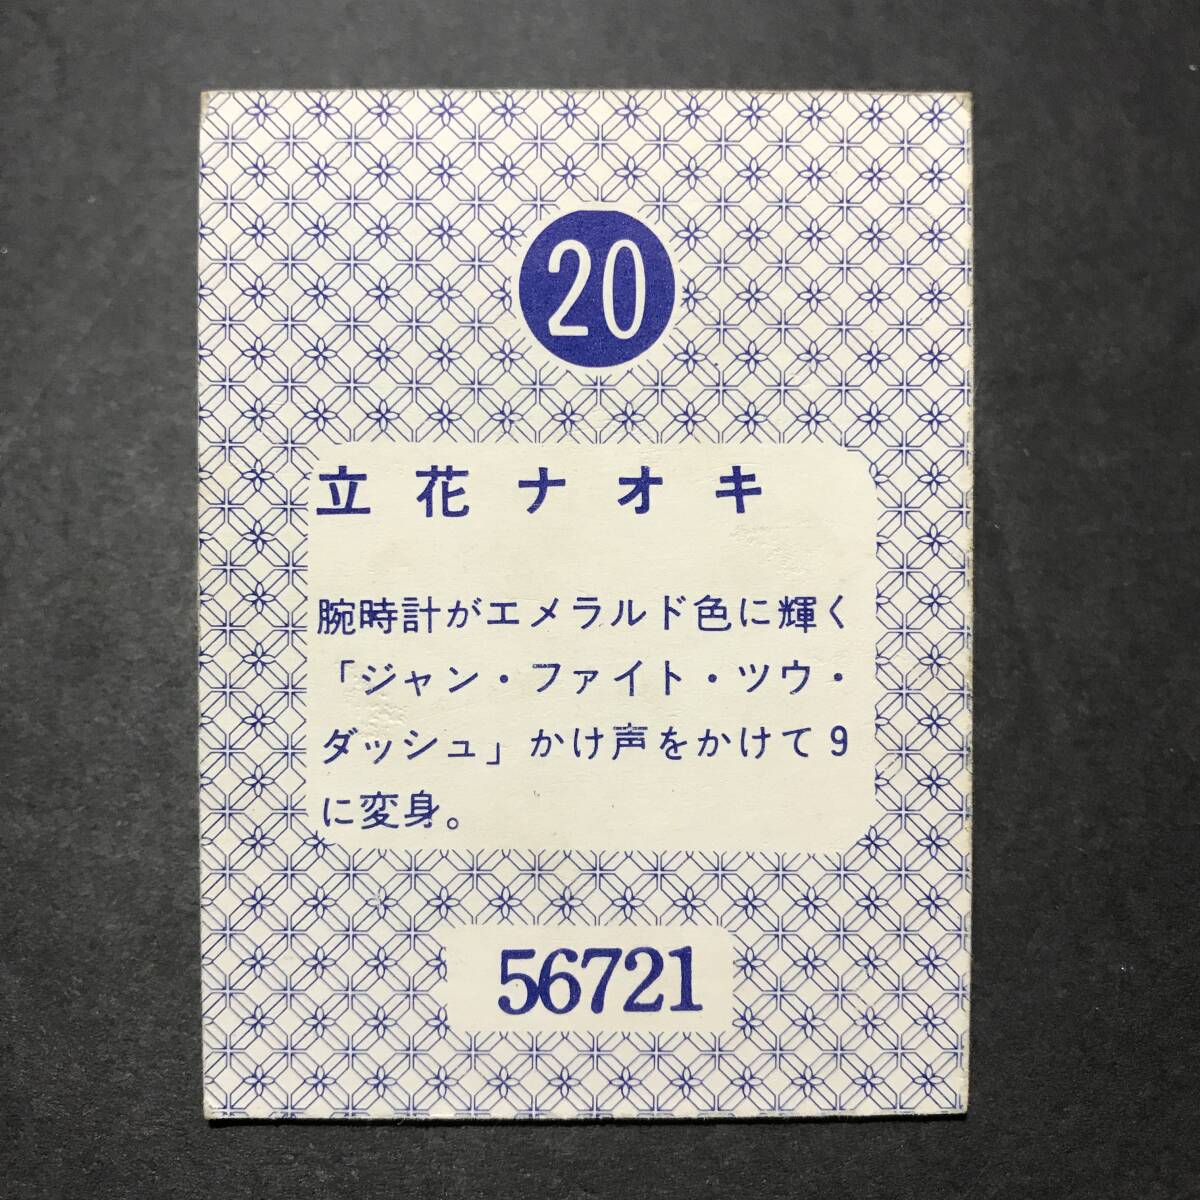 20
立花ナオキ
腕時計がエメラルド色に輝く
「ジャン・ファイト・ツウ・
ダッシュ」かけ声をかけて9
に変身。
56721